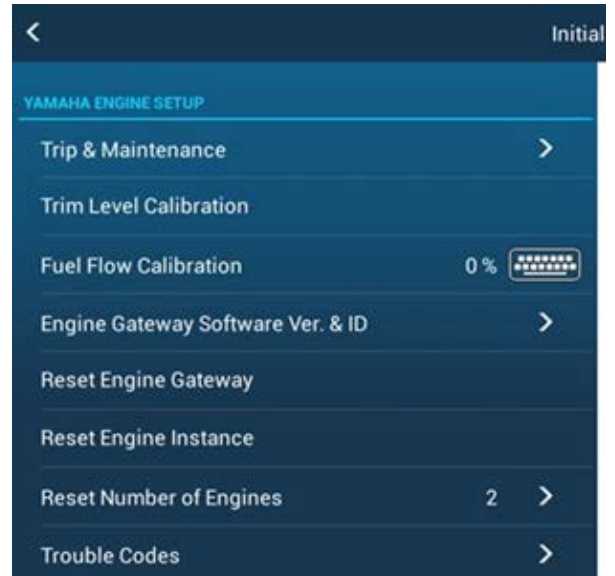 Initial
YAMAHA ENGINE SETUP
Trip & Maintenance
Trim Level Calibration
Fuel Flow Calibration 0 %
Engine Gateway Software Ver. & ID
Reset Engine Gateway
Reset Engine Instance
Reset Number of Engines 2
Trouble Codes